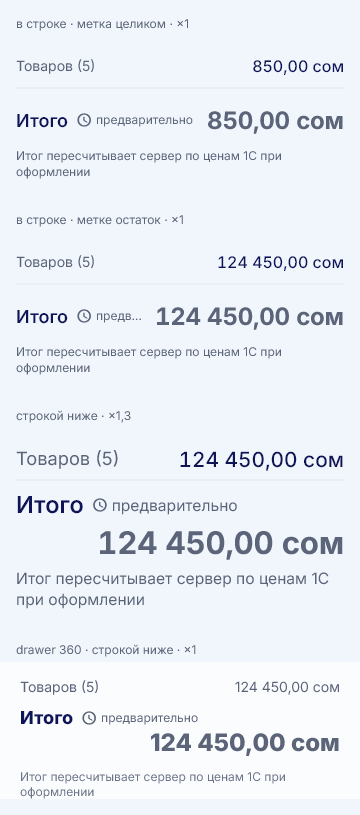 в строке · метка целиком · ×1
Товаров (5) 850,00 сом
Итого предварительно 850,00 сом
Итог пересчитывает сервер по ценам 1С при
оформлении
в строке · метке остаток · ×1
Товаров (5) 124 450,00 сом
Итого предв... 124 450,00 сом
Итог пересчитывает сервер по ценам 1С при
оформлении
строкой ниже · ×1,3
Товаров (5) 124 450,00 сом
Итого предварительно
124 450,00 сом
Итог пересчитывает сервер по ценам 1С
при оформлении
drawer 360 · строкой ниже · ×1
Товаров (5) 124 450,00 сом
Итого предварительно
124 450,00 сом
Итог пересчитывает сервер по ценам 1С при
оформлении